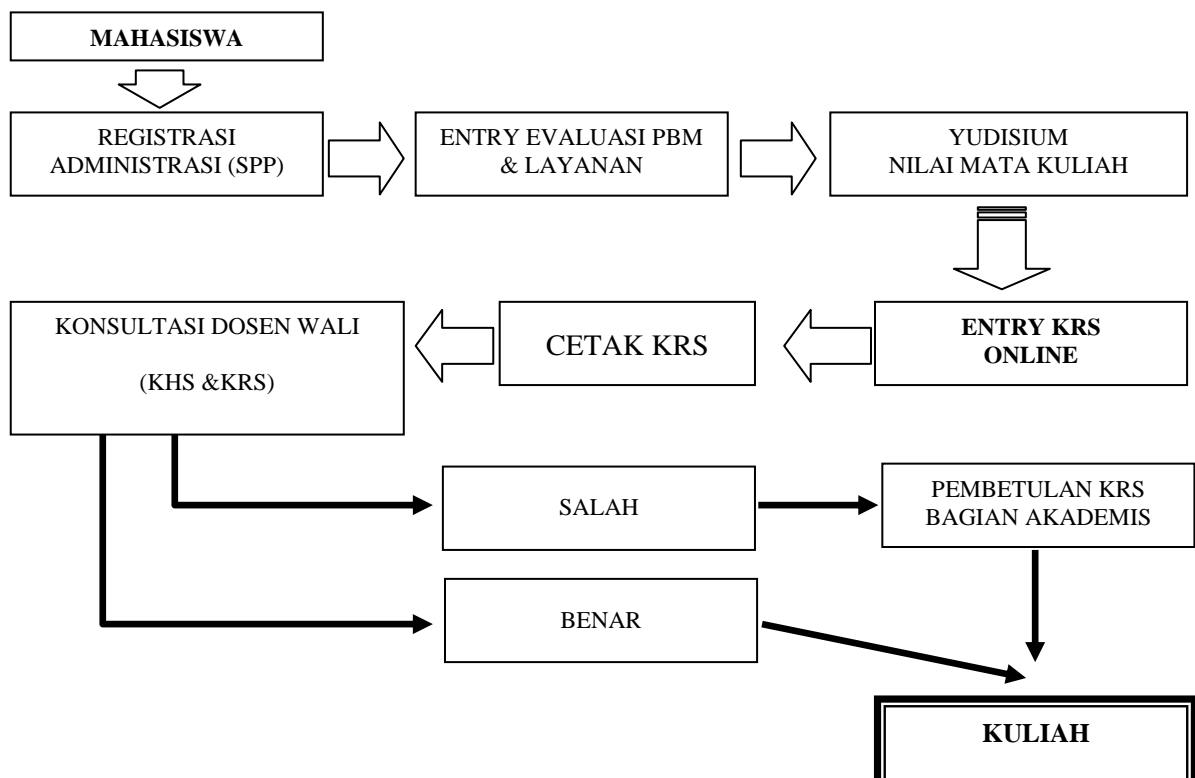 MAHASISWA
REGISTRASI
ADMINISTRASI (SPP)
ENTRY EVALUASI PBM
& LAYANAN
YUDISIUM
NILAI MATA KULIAH
ENTRY KRS
ONLINE
CETAK KRS
KONSULTASI DOSEN WALI
(KHS &KRS)
SALAH
PEMBETULAN KRS
BAGIAN AKADEMIS
BENAR
KULIAH